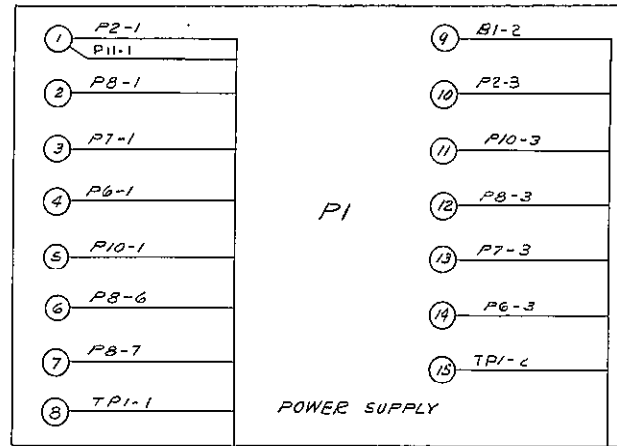 1 P2-1
P11-1
2 P8-1
3 P7-1
4 P6-1
5 P10-1
6 P8-6
7 P8-7
8 TP1-1
P1
POWER SUPPLY
9 B1-2
10 P2-3
11 P10-3
12 P8-3
13 P7-3
14 P6-3
15 TP1-2